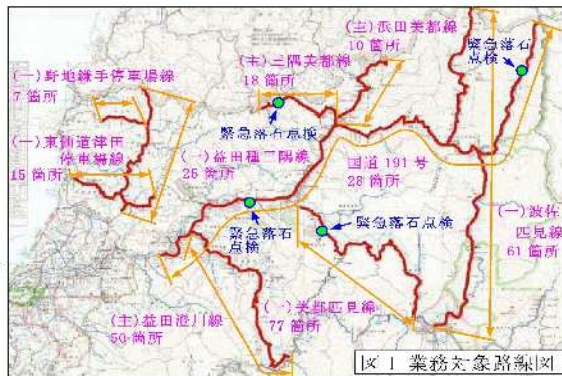 (主)浜田美都線
10箇所
緊急落石
点検
(主)三隅美都線
18箇所
(一)野地鎌手停車場線
7箇所
緊急落石点検
(一)東仙道津田
停車場線
15箇所
(一)益田種三隅線
25箇所
国道191号
28箇所
(一)波佐
匹見線
61箇所
緊急落石
点検
緊急落石点検
(主)益田澄川線
50箇所
(一)美都匹見線
77箇所
図1 業務対象路線図